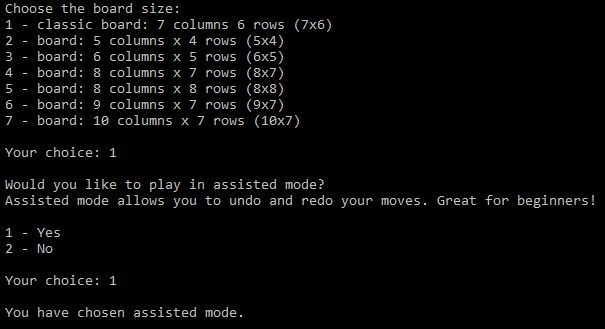 Choose the board size:
1 - classic board: 7 columns 6 rows (7x6)
2 - board: 5 columns x 4 rows (5x4)
3 - board: 6 columns x 5 rows (6x5)
4 - board: 8 columns x 7 rows (8x7)
5 - board: 8 columns x 8 rows (8x8)
6 - board: 9 columns x 7 rows (9x7)
7 - board: 10 columns x 7 rows (10x7)
Your choice: 1
Would you like to play in assisted mode?
Assisted mode allows you to undo and redo your moves. Great for beginners!
1 - Yes
2 - No
Your choice: 1
You have chosen assisted mode.